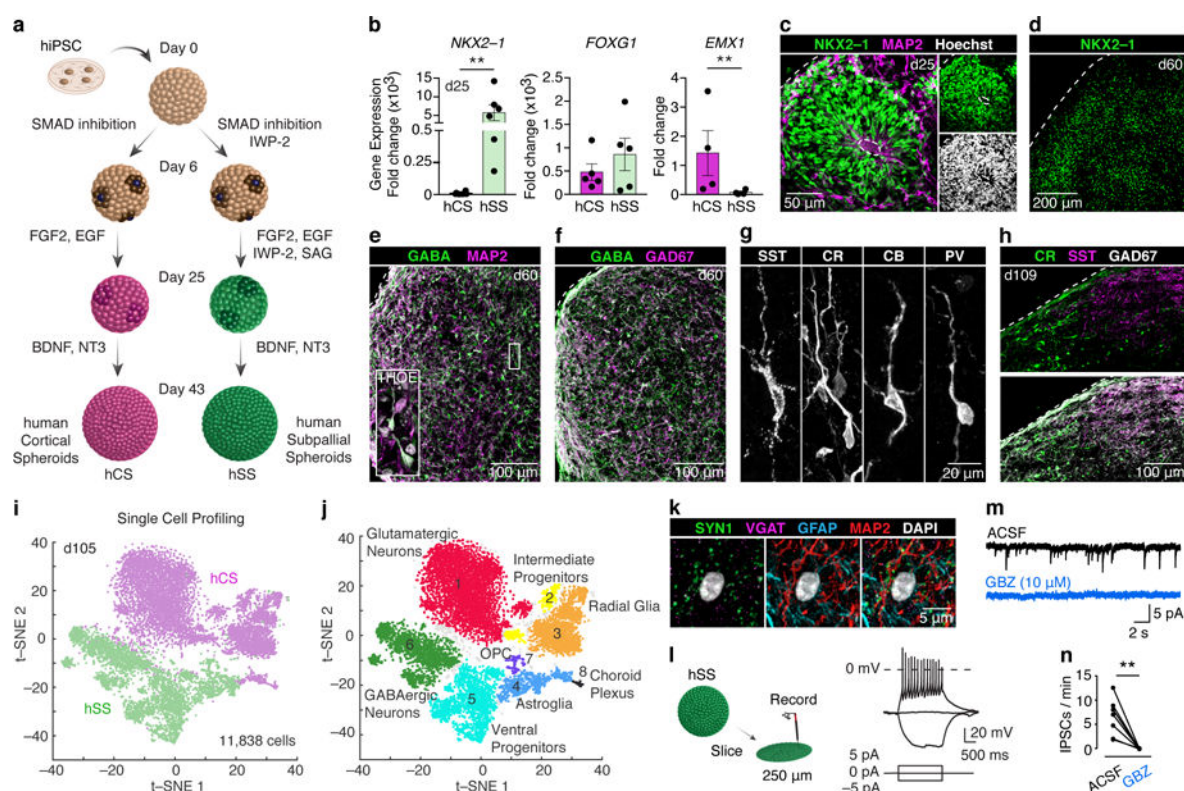 a
hiPSC
Day 0
SMAD inhibition
SMAD inhibition
IWP-2
Day 6
FGF2, EGF
FGF2, EGF
IWP-2, SAG
Day 25
BDNF, NT3
BDNF, NT3
Day 43
human
Cortical
Spheroids
hCS
human
Subpallial
Spheroids
hSS
b
NKX2–1
**
d25
Gene Expression
Fold change (x10³)
15
10
5
0.50
0.25
0
hCS
hSS
FOXG1
Fold change (x10³)
3
2
1
0
hCS
hSS
EMX1
**
Fold change
4
3
2
1
0
hCS
hSS
c
NKX2–1 MAP2 Hoechst
d25
50 µm
d
NKX2–1
d60
200 µm
e
GABA MAP2
d60
+HOE
100 µm
f
GABA GAD67
d60
100 µm
g
SST CR CB PV
20 µm
h
CR SST GAD67
d109
100 µm
i
Single Cell Profiling
d105
hCS
hSS
11,838 cells
t–SNE 2
40
20
0
−20
−40
−40 −20 0 20 40
t–SNE 1
j
Glutamatergic
Neurons
Intermediate
Progenitors
Radial Glia
OPC
Choroid
Plexus
Astroglia
GABAergic
Neurons
Ventral
Progenitors
1
2
3
4
5
6
7
8
40
20
0
−20
−40
−40 −20 0 20 40
t–SNE 1
k
SYN1 VGAT GFAP MAP2 DAPI
5 µm
l
hSS
Slice
Record
250 µm
0 mV
20 mV
500 ms
5 pA
0 pA
−5 pA
m
ACSF
GBZ (10 µM)
5 pA
2 s
n
**
IPSCs / min
15
10
5
0
ACSF
GBZ